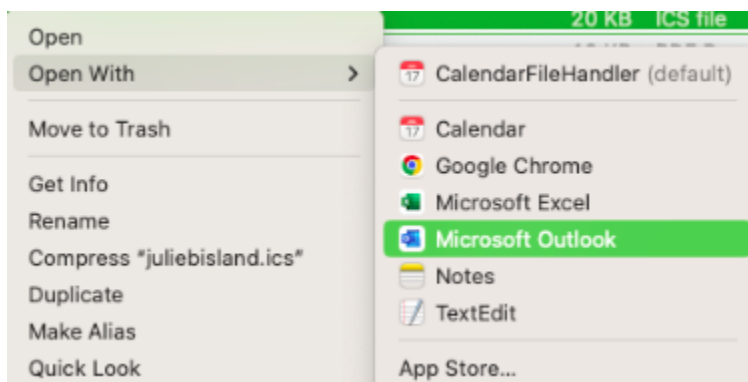 20 KB ICS file
Open
Open With
Move to Trash
Get Info
Rename
Compress "juliebisland.ics"
Duplicate
Make Alias
Quick Look
CalendarFileHandler (default)
Calendar
Google Chrome
Microsoft Excel
Microsoft Outlook
Notes
TextEdit
App Store...